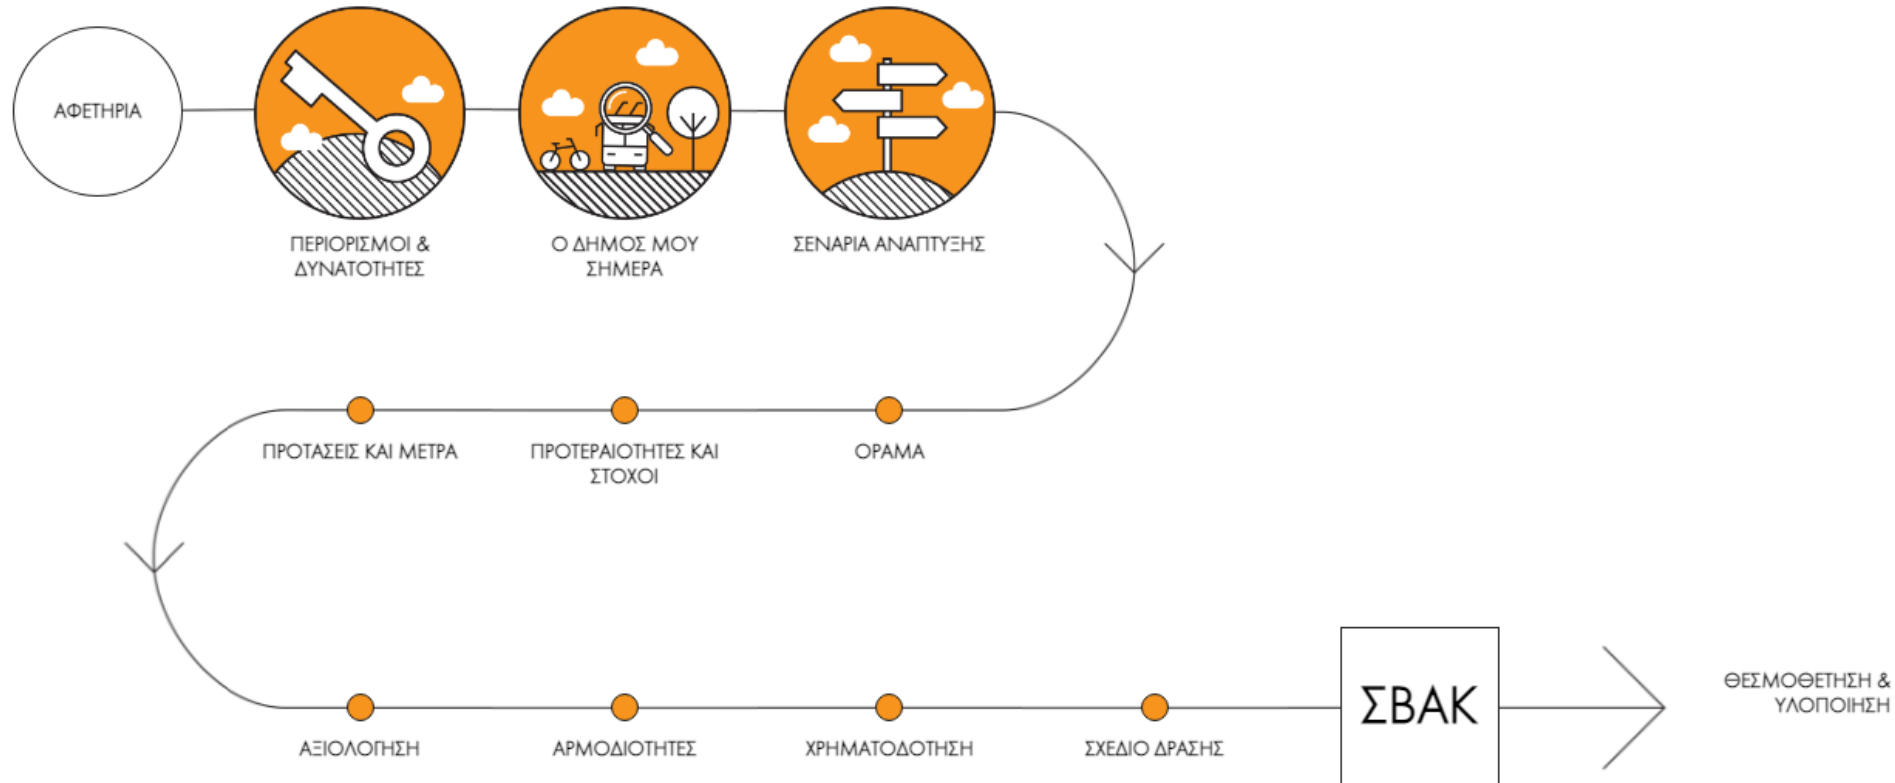 ΑΦΕΤΗΡΙΑ
ΠΕΡΙΟΡΙΣΜΟΙ &
ΔΥΝΑΤΟΤΗΤΕΣ
Ο ΔΗΜΟΣ ΜΟΥ
ΣΗΜΕΡΑ
ΣΕΝΑΡΙΑ ΑΝΑΠΤΥΞΗΣ
ΟΡΑΜΑ
ΠΡΟΤΕΡΑΙΟΤΗΤΕΣ ΚΑΙ
ΣΤΟΧΟΙ
ΠΡΟΤΑΣΕΙΣ ΚΑΙ ΜΕΤΡΑ
ΑΞΙΟΛΟΓΗΣΗ
ΑΡΜΟΔΙΟΤΗΤΕΣ
ΧΡΗΜΑΤΟΔΟΤΗΣΗ
ΣΧΕΔΙΟ ΔΡΑΣΗΣ
ΣΒΑΚ
ΘΕΣΜΟΘΕΤΗΣΗ &
ΥΛΟΠΟΙΗΣΗ